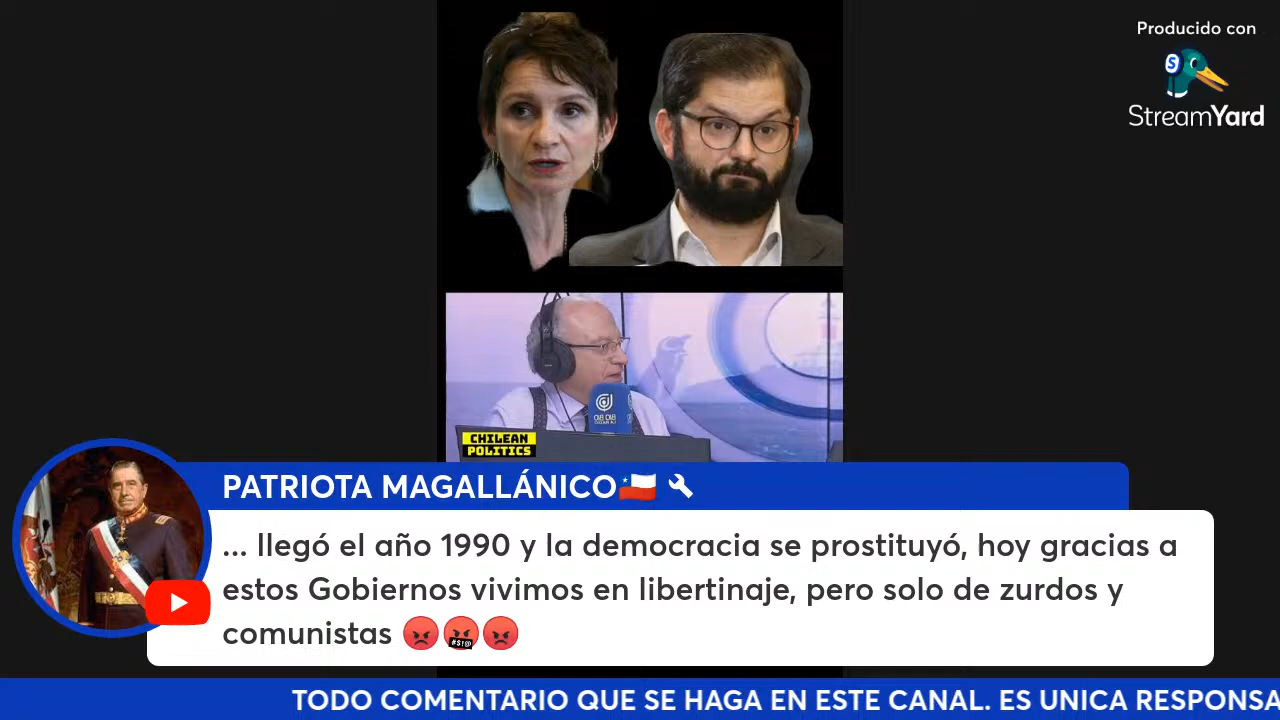 Producido con
StreamYard
CHILEAN
POLITICS
PATRIOTA MAGALLÁNICO🇨🇱🔧
... llegó el año 1990 y la democracia se prostituyó, hoy gracias a
estos Gobiernos vivimos en libertinaje, pero solo de zurdos y
comunistas 😡🤬😡
TODO COMENTARIO QUE SE HAGA EN ESTE CANAL. ES UNICA RESPONSA